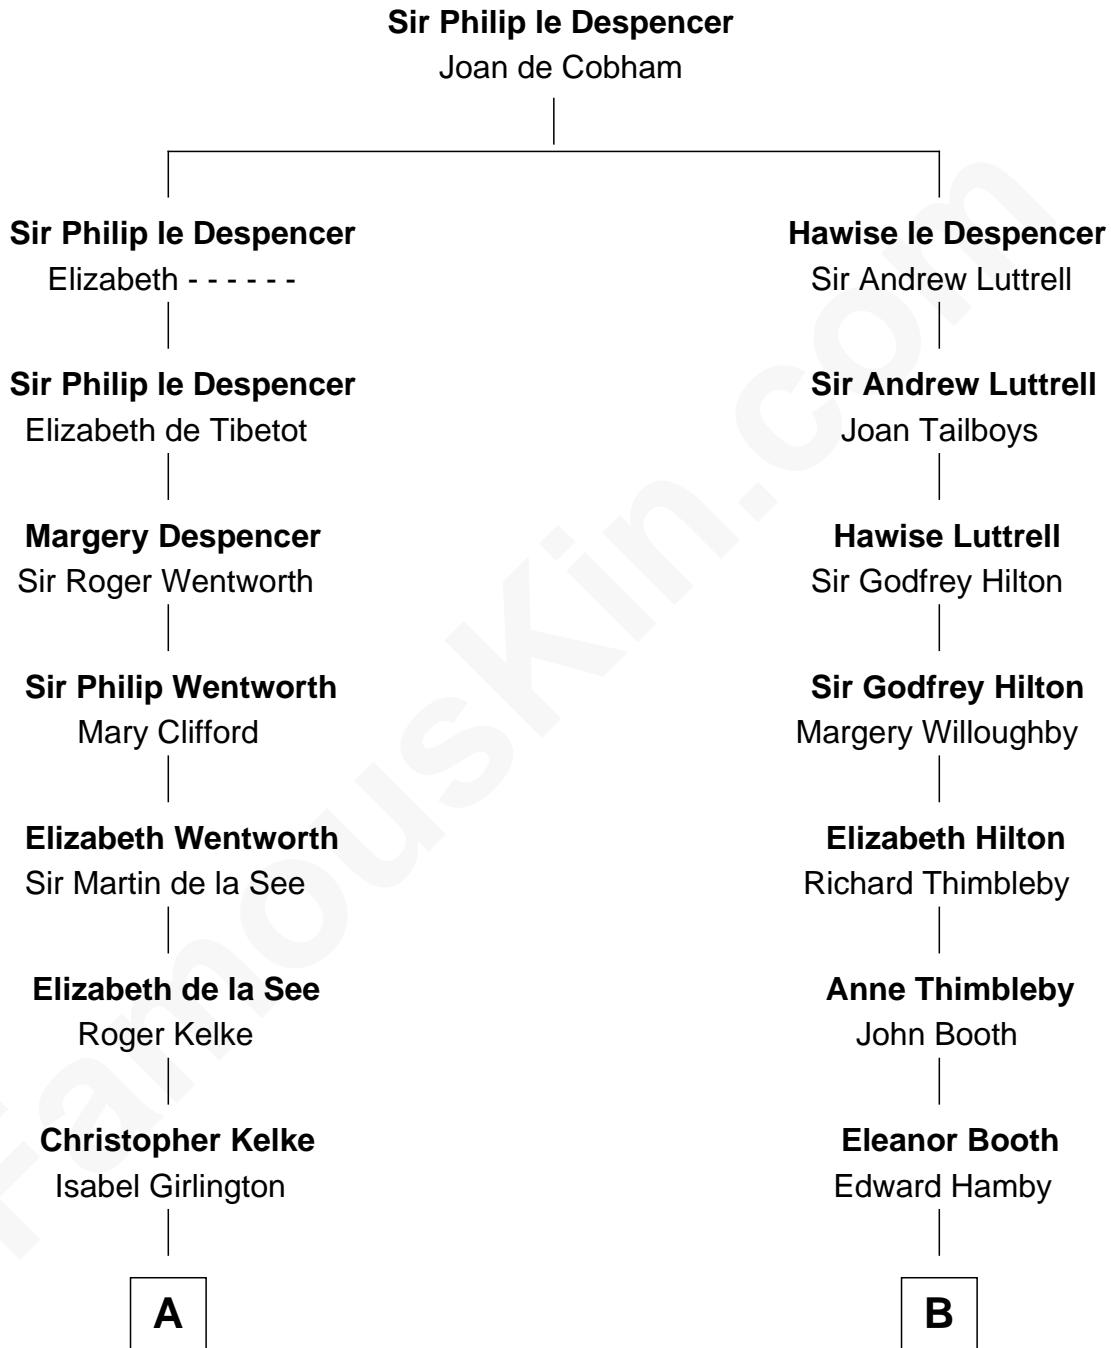 Sir Philip le Despencer
Joan de Cobham
Sir Philip le Despencer
Elizabeth - - - - - -
Sir Philip le Despencer
Elizabeth de Tibetot
Margery Despencer
Sir Roger Wentworth
Sir Philip Wentworth
Mary Clifford
Elizabeth Wentworth
Sir Martin de la See
Elizabeth de la See
Roger Kelke
Christopher Kelke
Isabel Girlington
A
Hawise le Despencer
Sir Andrew Luttrell
Sir Andrew Luttrell
Joan Tailboys
Hawise Luttrell
Sir Godfrey Hilton
Sir Godfrey Hilton
Margery Willoughby
Elizabeth Hilton
Richard Thimbleby
Anne Thimbleby
John Booth
Eleanor Booth
Edward Hamby
B
FamousKin.com